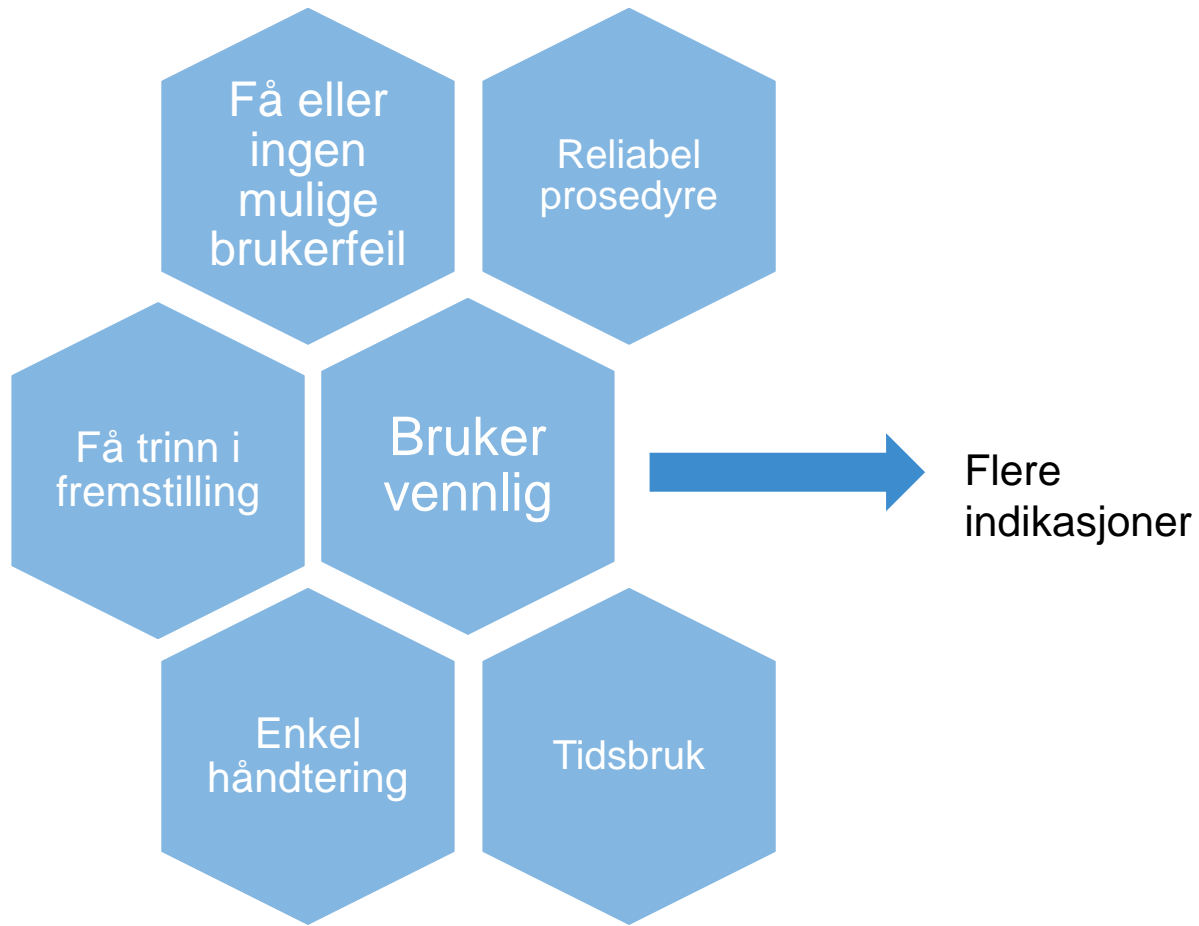 Få eller
ingen
mulige
brukerfeil
Reliabel
prosedyre
Få trinn i
fremstilling
Bruker
vennlig
Flere
indikasjoner
Enkel
håndtering
Tidsbruk